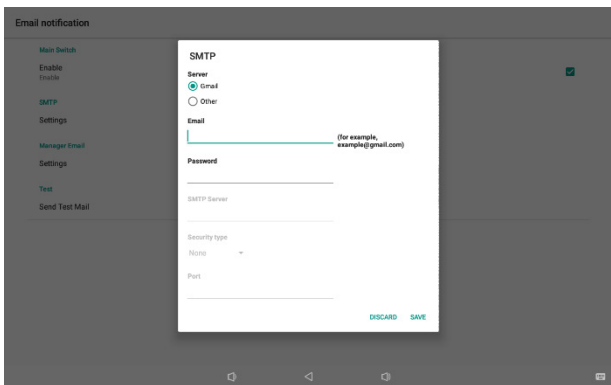 Email notification
Main Switch
Enable
Enable
SMTP
Settings
Manager Email
Settings
Test
Send Test Mail
SMTP
Server
Gmail
Other
Email
(for example,
example@gmail.com)
Password
SMTP Server
Security type
None
Port
DISCARD SAVE